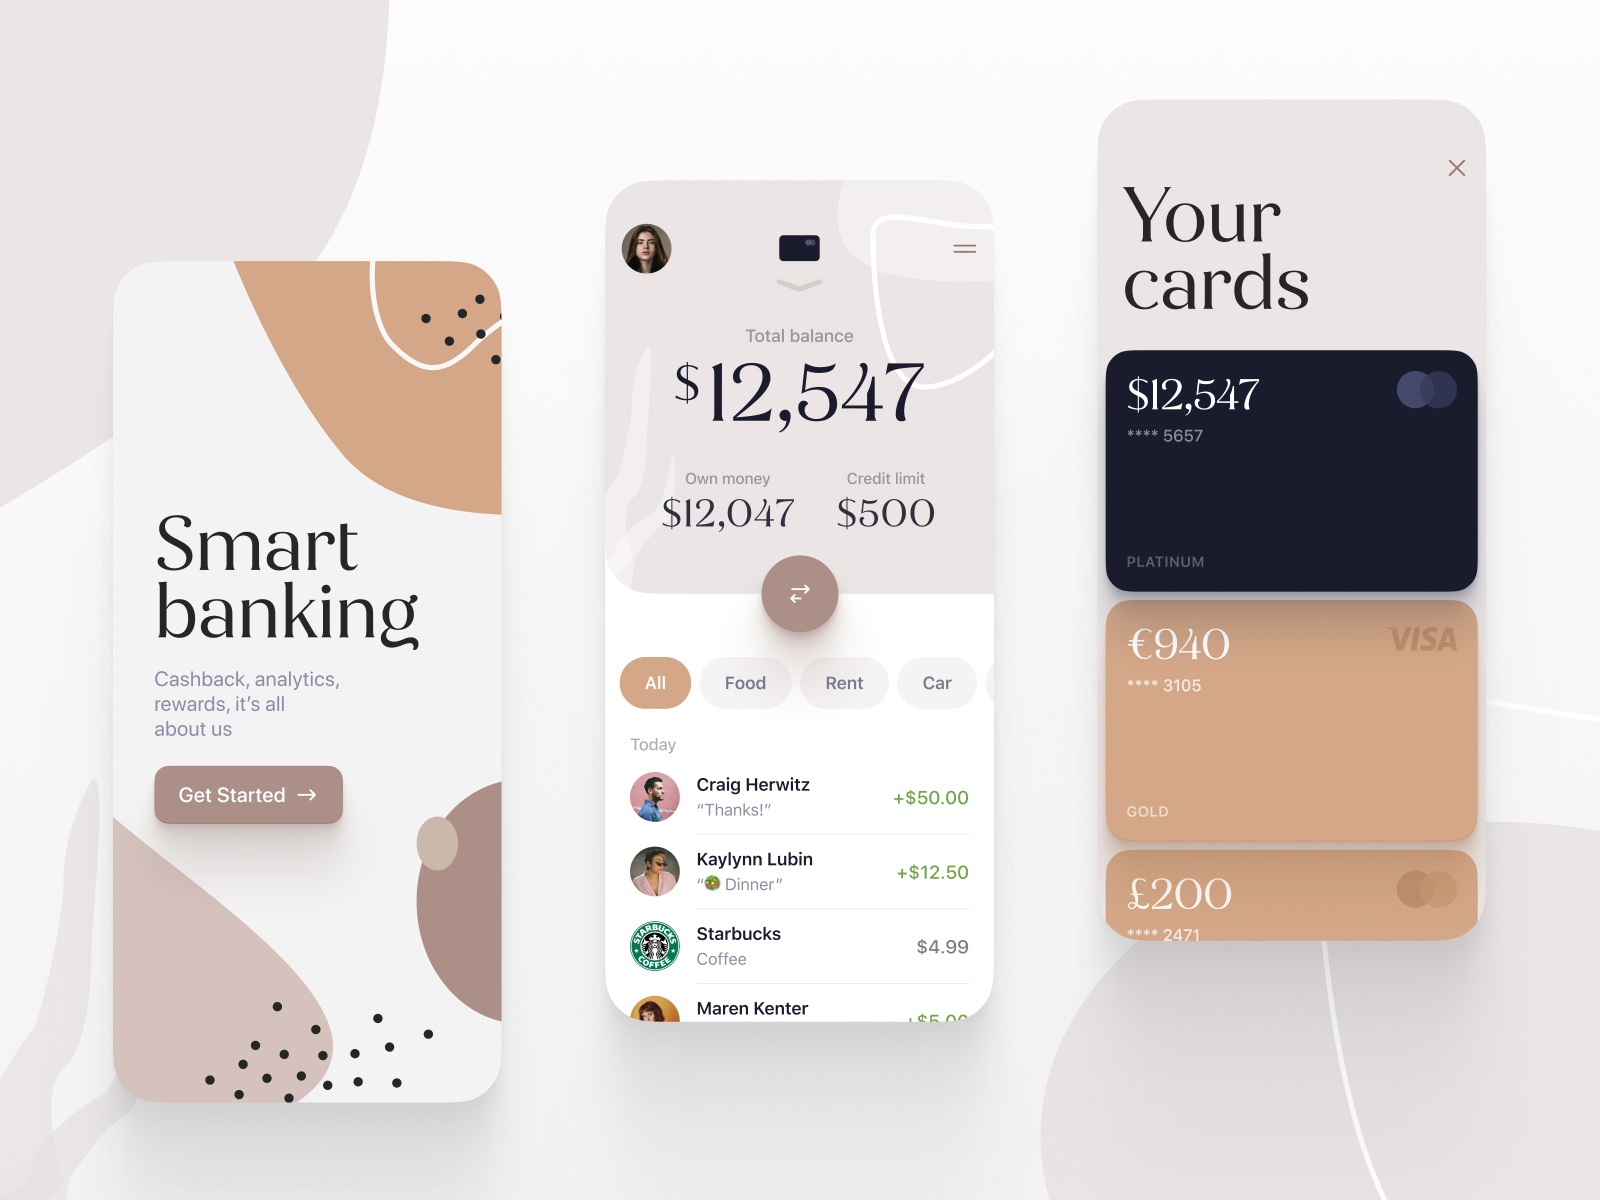 Smart
banking
Cashback, analytics,
rewards, it’s all
about us
Get Started →
Total balance
$12,547
Own money
$12,047
Credit limit
$500
All
Food
Rent
Car
Today
Craig Herwitz
“Thanks!”
+$50.00
Kaylynn Lubin
“🥗 Dinner”
+$12.50
STARBUCKS
COFFEE
Starbucks
Coffee
$4.99
Maren Kenter
+$5.00
Your
cards
$12,547
**** 5657
PLATINUM
€940
VISA
**** 3105
GOLD
£200
**** 2471